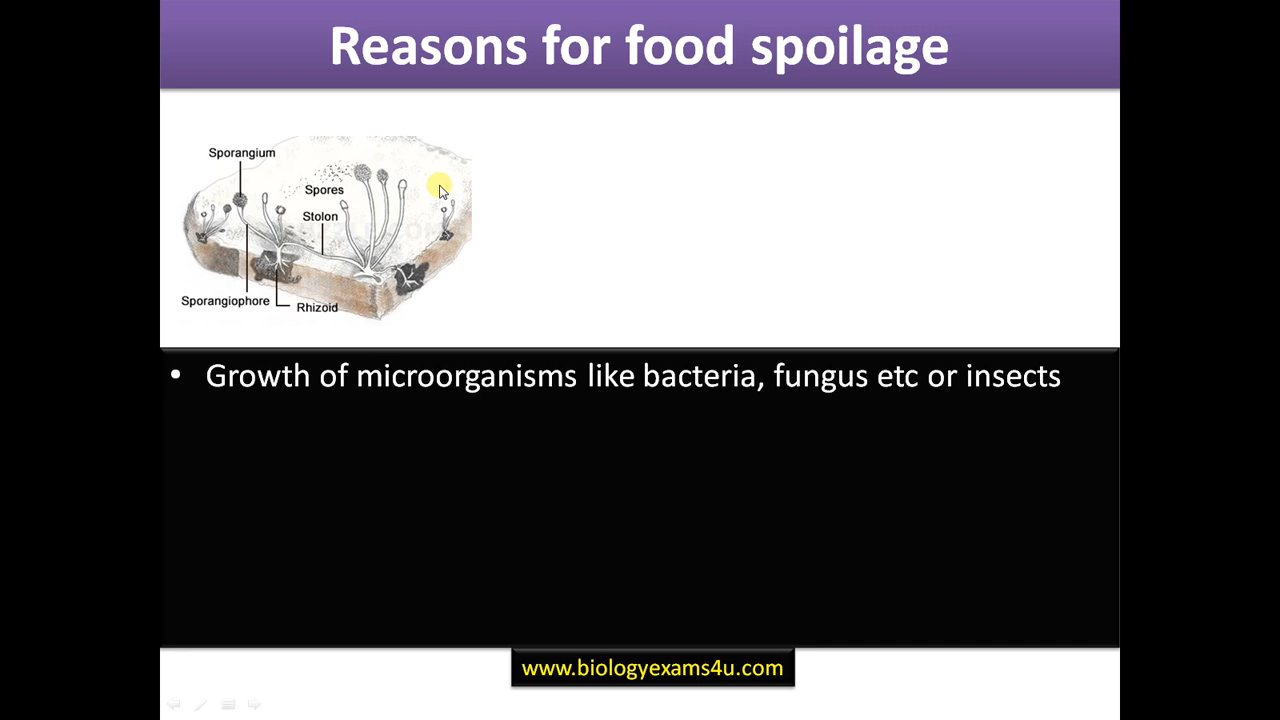 Reasons for food spoilage
Sporangium
Spores
Stolon
Sporangiophore
Rhizoid
• Growth of microorganisms like bacteria, fungus etc or insects
www.biologyexams4u.com